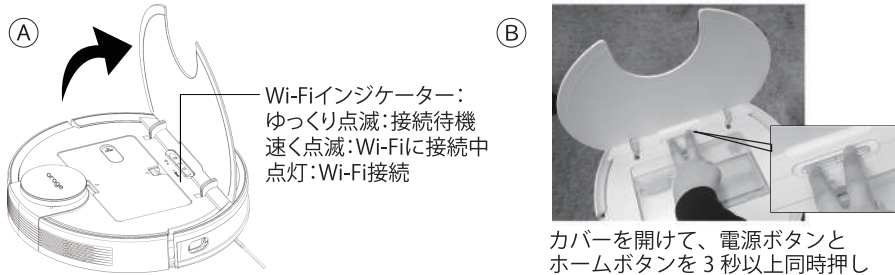 A
Wi-Fiインジケーター：
ゆっくり点滅：接続待機
速く点滅：Wi-Fiに接続中
点灯：Wi-Fi接続
orage
B
カバーを開けて、電源ボタンと
ホームボタンを 3 秒以上同時押し